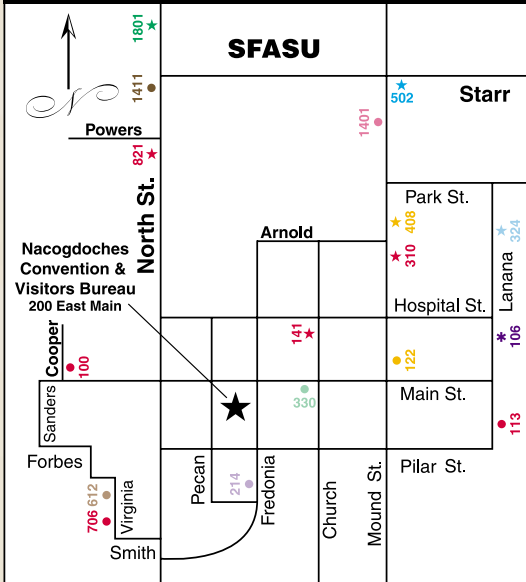 1801
SFASU
1411
502
Starr
1401
Powers
821
North St.
Park St.
408
324
Arnold
310
Lanana
Nacogdoches
Convention &
Visitors Bureau
200 East Main
Hospital St.
141
106
Cooper
100
122
Sanders
330
Main St.
113
Forbes
Pecan
214
Fredonia
Church
Mound St.
Pilar St.
612
706
Virginia
Smith
N